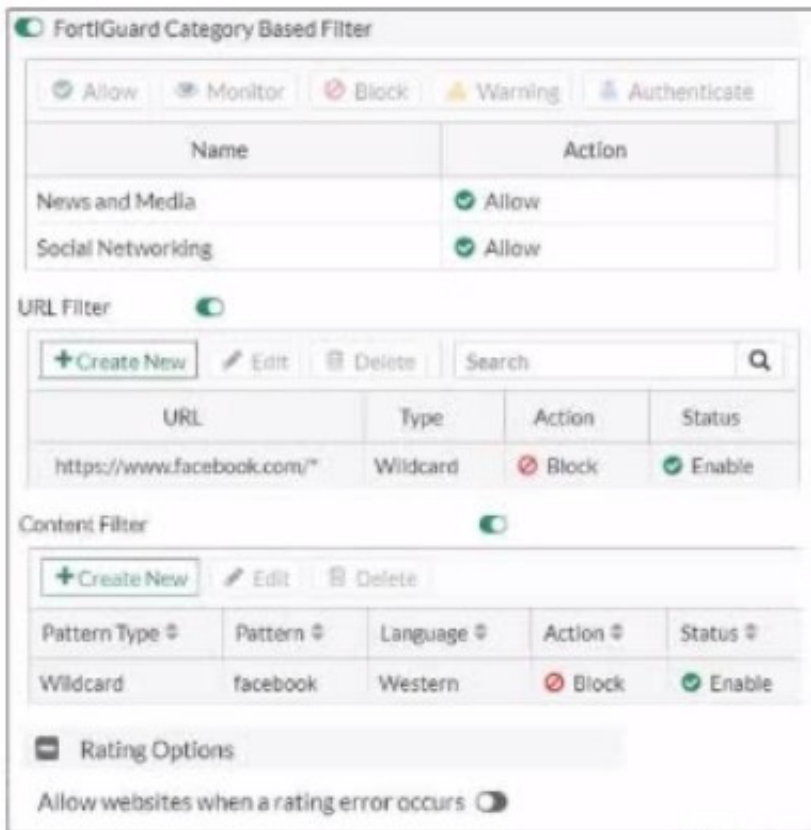 FortiGuard Category Based Filter
Allow Monitor Block Warning Authenticate
Name Action
News and Media Allow
Social Networking Allow
URL Filter
+Create New Edit Delete Search
URL Type Action Status
https://www.facebook.com/* Wildcard Block Enable
Content Filter
+Create New Edit Delete
Pattern Type Pattern Language Action Status
Wildcard facebook Western Block Enable
Rating Options
Allow websites when a rating error occurs